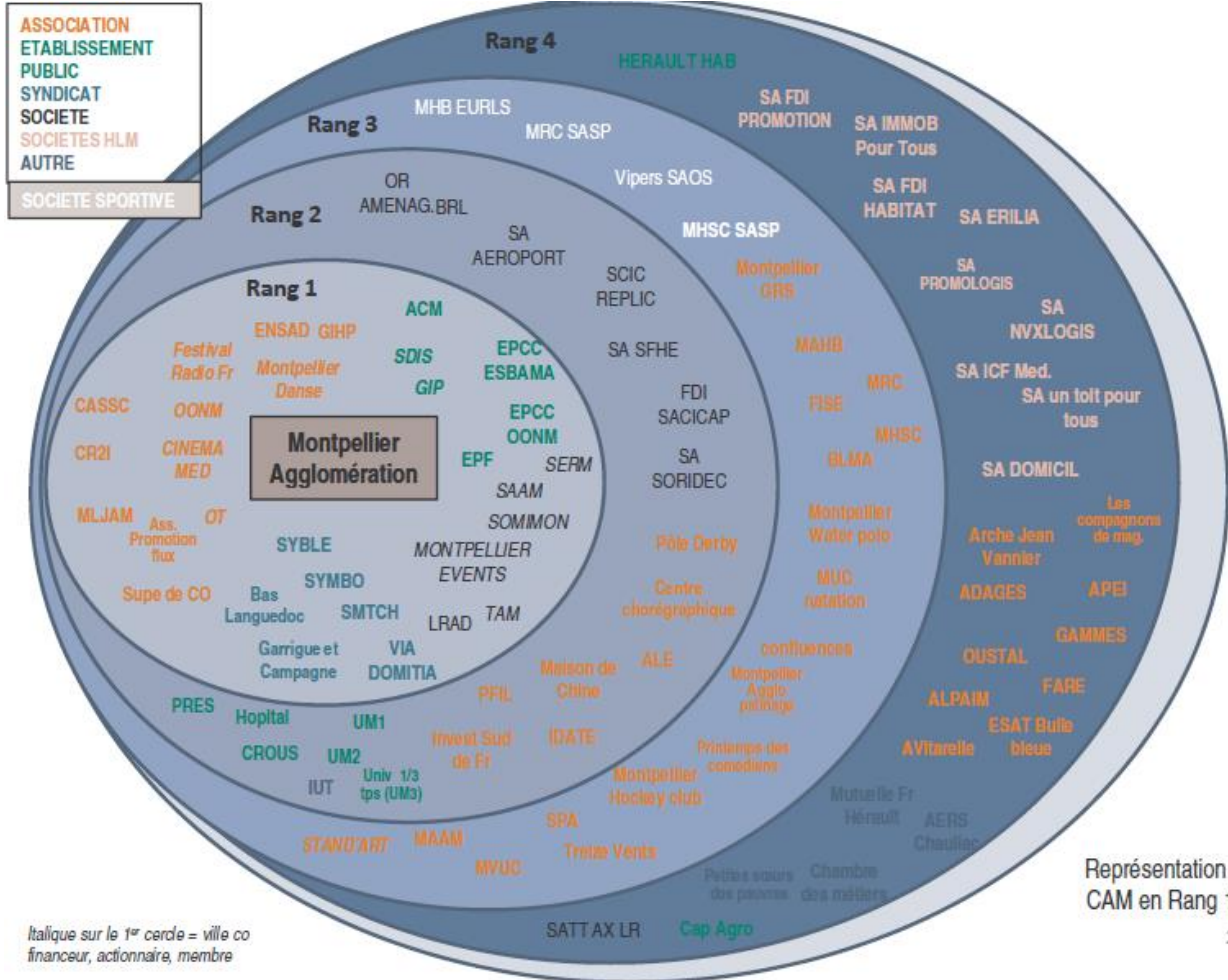 ASSOCIATION
ETABLISSEMENT
PUBLIC
SYNDICAT
SOCIETE
SOCIETES HLM
AUTRE
SOCIETE SPORTIVE
Rang 4
HERAULT HAB
SA FDI
PROMOTION
SA IMMOB
Pour Tous
SA FDI
HABITAT
SA ERILIA
SA
PROMOLOGIS
SA
NVXLOGIS
SA ICF Med.
SA un toit pour
tous
SA DOMICIL
Les
compagnons
de mag.
Arche Jean
Vannier
ADAGES
APEI
GAMMES
OUSTAL
FARE
ALPAIM
ESAT Bulle
bleue
AVitarelle
Mutuelle Fr
Hérault
AERS
Chauliac
Petites sœurs
des pauvres
Chambre
des métiers
SATT AX LR
Cap Agro
Rang 3
MHB EURLS
MRC SASP
Vipers SAOS
MHSC SASP
Montpellier
GRS
MAHB
MRC
FISE
MHSC
BLMA
Montpellier
Water polo
MUC
natation
confluences
Montpellier
Agglo
patinage
Printemps des
comédiens
Montpellier
Hockey club
SPA
Treize Vents
STAND'ART
MAAM
MVUC
Rang 2
OR
AMENAG.
BRL
SA
AEROPORT
SCIC
REPLIC
SA SFHE
FDI
SACICAP
SA
SORIDEC
Pôle Derby
Centre
chorégraphique
ALE
Maison de
Chine
PFIL
IDATE
Invest Sud
de Fr
PRES
Hopital
UM1
CROUS
UM2
IUT
Univ 1/3
tps (UM3)
Rang 1
ACM
ENSAD
GIHP
Festival
Radio Fr
Montpellier
Danse
SDIS
GIP
EPCC
ESBAMA
CASSC
OONM
EPCC
OONM
CR2I
CINEMA
MED
Montpellier
Agglomération
EPF
SERM
SAAM
SOMIMON
MLJAM
Ass.
Promotion
flux
OT
SYBLE
MONTPELLIER
EVENTS
SYMBO
Supe de CO
Bas
Languedoc
SMTCH
LRAD
TAM
Garrigue et
Campagne
VIA
DOMITIA
Italique sur le 1er cercle = ville co
financeur, actionnaire, membre
Représentation
CAM en Rang 1